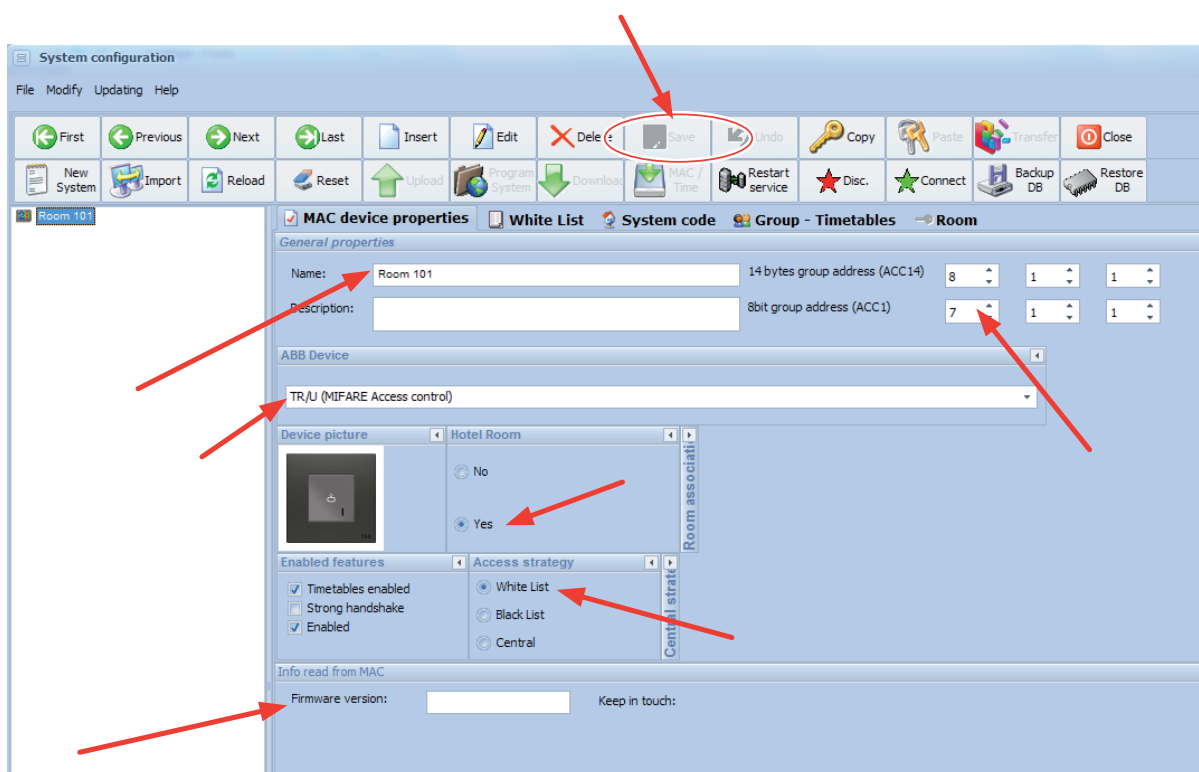 System configuration
File Modify Updating Help
First Previous Next Last Insert Edit Delete Save Undo Copy Paste Transfer Close
New System Import Reload Reset Upload Program System Download MAC / Time Restart service Disc. Connect Backup DB Restore DB
Room 101
MAC device properties White List System code Group - Timetables Room
General properties
Name: Room 101 14 bytes group address (ACC14) 8 1 1
Description: 8bit group address (ACC1) 7 1 1
ABB Device
TR/U (MIFARE Access control)
Device picture Hotel Room
No
Yes
Room associati
Enabled features Access strategy
Timetables enabled White List
Strong handshake Black List
Enabled Central
Central strate
Info read from MAC
Firmware version: Keep in touch: